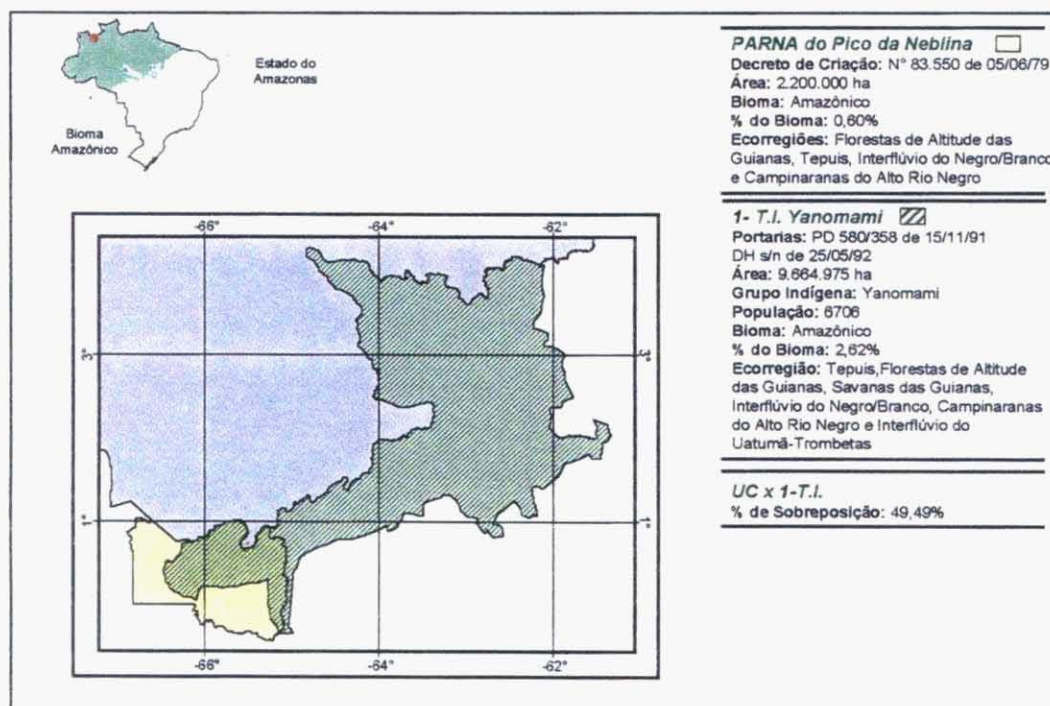 Estado do
Amazonas
Bioma
Amazônico
PARNA do Pico da Neblina
Decreto de Criação: N° 83.550 de 05/06/79
Área: 2.200.000 ha
Bioma: Amazônico
% do Bioma: 0,60%
Ecorregiões: Florestas de Altitude das
Guianas, Tepuis, Interflúvio do Negro/Branco
e Campinaranas do Alto Rio Negro
1- T.I. Yanomami
Portarias: PD 580/358 de 15/11/91
DH s/n de 25/05/92
Área: 9.664.975 ha
Grupo Indígena: Yanomami
População: 6706
Bioma: Amazônico
% do Bioma: 2,62%
Ecorregião: Tepuis,Florestas de Altitude
das Guianas, Savanas das Guianas,
Interflúvio do Negro/Branco, Campinaranas
do Alto Rio Negro e Interflúvio do
Uatumã-Trombetas
UC x 1-T.I.
% de Sobreposição: 49,49%
-66° -64° -62°
3° 3°
1° 1°
-66° -64° -62°